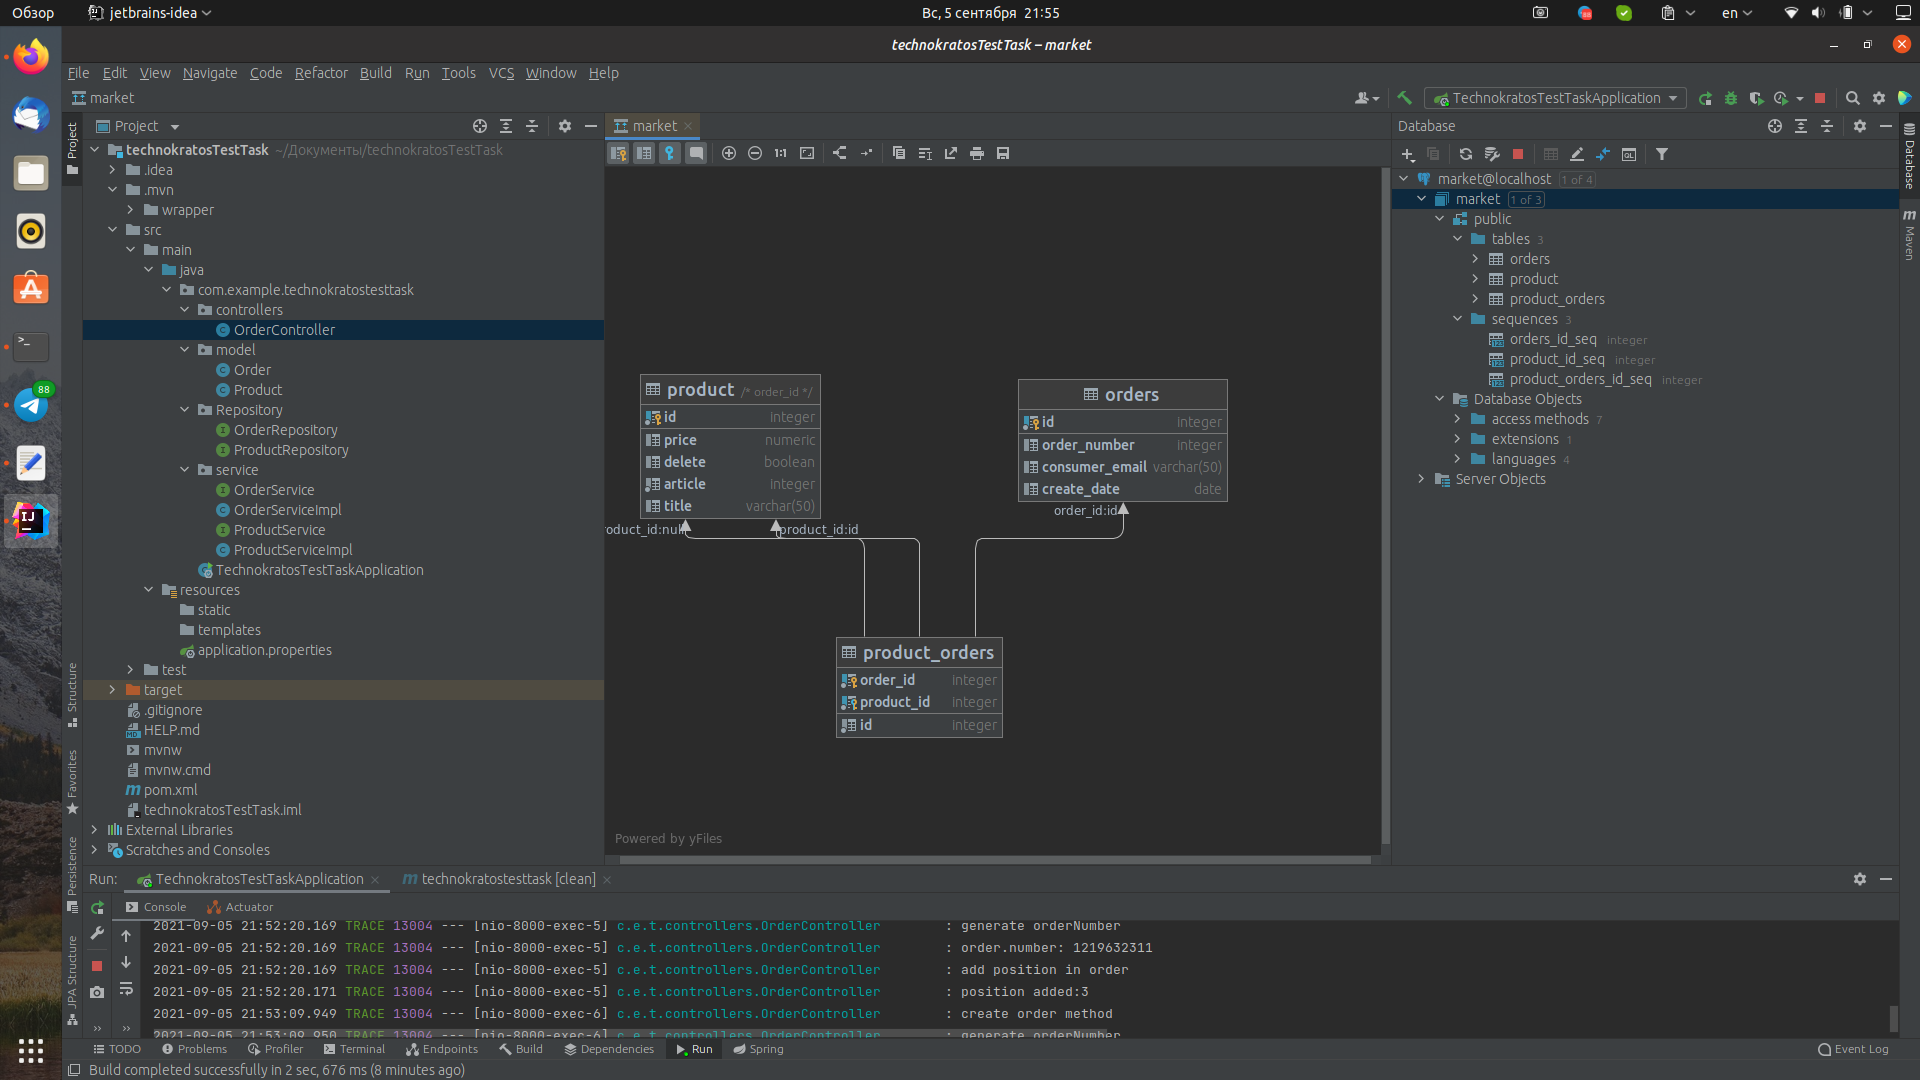 Обзор
jetbrains-idea
Вс, 5 сентября 21:55
en
technokratosTestTask – market
File Edit View Navigate Code Refactor Build Run Tools VCS Window Help
market
TechnokratosTestTaskApplication
Project
market
Database
1:1
technokratosTestTask ~/Документы/technokratosTestTask
.idea
.mvn
wrapper
src
main
java
com.example.technokratostesttask
controllers
OrderController
model
Order
Product
Repository
OrderRepository
ProductRepository
service
OrderService
OrderServiceImpl
ProductService
ProductServiceImpl
TechnokratosTestTaskApplication
resources
static
templates
application.properties
test
target
.gitignore
HELP.md
mvnw
mvnw.cmd
pom.xml
technokratosTestTask.iml
External Libraries
Scratches and Consoles
88
Project
Structure
Favorites
Persistence
JPA Structure
product /* order_id */
id integer
price numeric
delete boolean
article integer
title varchar(50)
orders
id integer
order_number integer
consumer_email varchar(50)
create_date date
roduct_id:null
product_id:id
order_id:id
product_orders
order_id integer
product_id integer
id integer
Powered by yFiles
market@localhost 1 of 4
market 1 of 3
public
tables 3
orders
product
product_orders
sequences 3
orders_id_seq integer
product_id_seq integer
product_orders_id_seq integer
Database Objects
access methods 7
extensions 1
languages 4
Server Objects
Database
Maven
Run: TechnokratosTestTaskApplication technokratostesttask [clean]
Console Actuator
2021-09-05 21:52:20.169 TRACE 13004 --- [nio-8000-exec-5] c.e.t.controllers.OrderController : generate orderNumber
2021-09-05 21:52:20.169 TRACE 13004 --- [nio-8000-exec-5] c.e.t.controllers.OrderController : order.number: 1219632311
2021-09-05 21:52:20.169 TRACE 13004 --- [nio-8000-exec-5] c.e.t.controllers.OrderController : add position in order
2021-09-05 21:52:20.171 TRACE 13004 --- [nio-8000-exec-5] c.e.t.controllers.OrderController : position added:3
2021-09-05 21:53:09.949 TRACE 13004 --- [nio-8000-exec-6] c.e.t.controllers.OrderController : create order method
2021-09-05 21:53:09.950 TRACE 13004 --- [nio-8000-exec-6] c.e.t.controllers.OrderController : generate orderNumber
TODO Problems Profiler Terminal Endpoints Build Dependencies Run Spring Event Log
Build completed successfully in 2 sec, 676 ms (8 minutes ago)